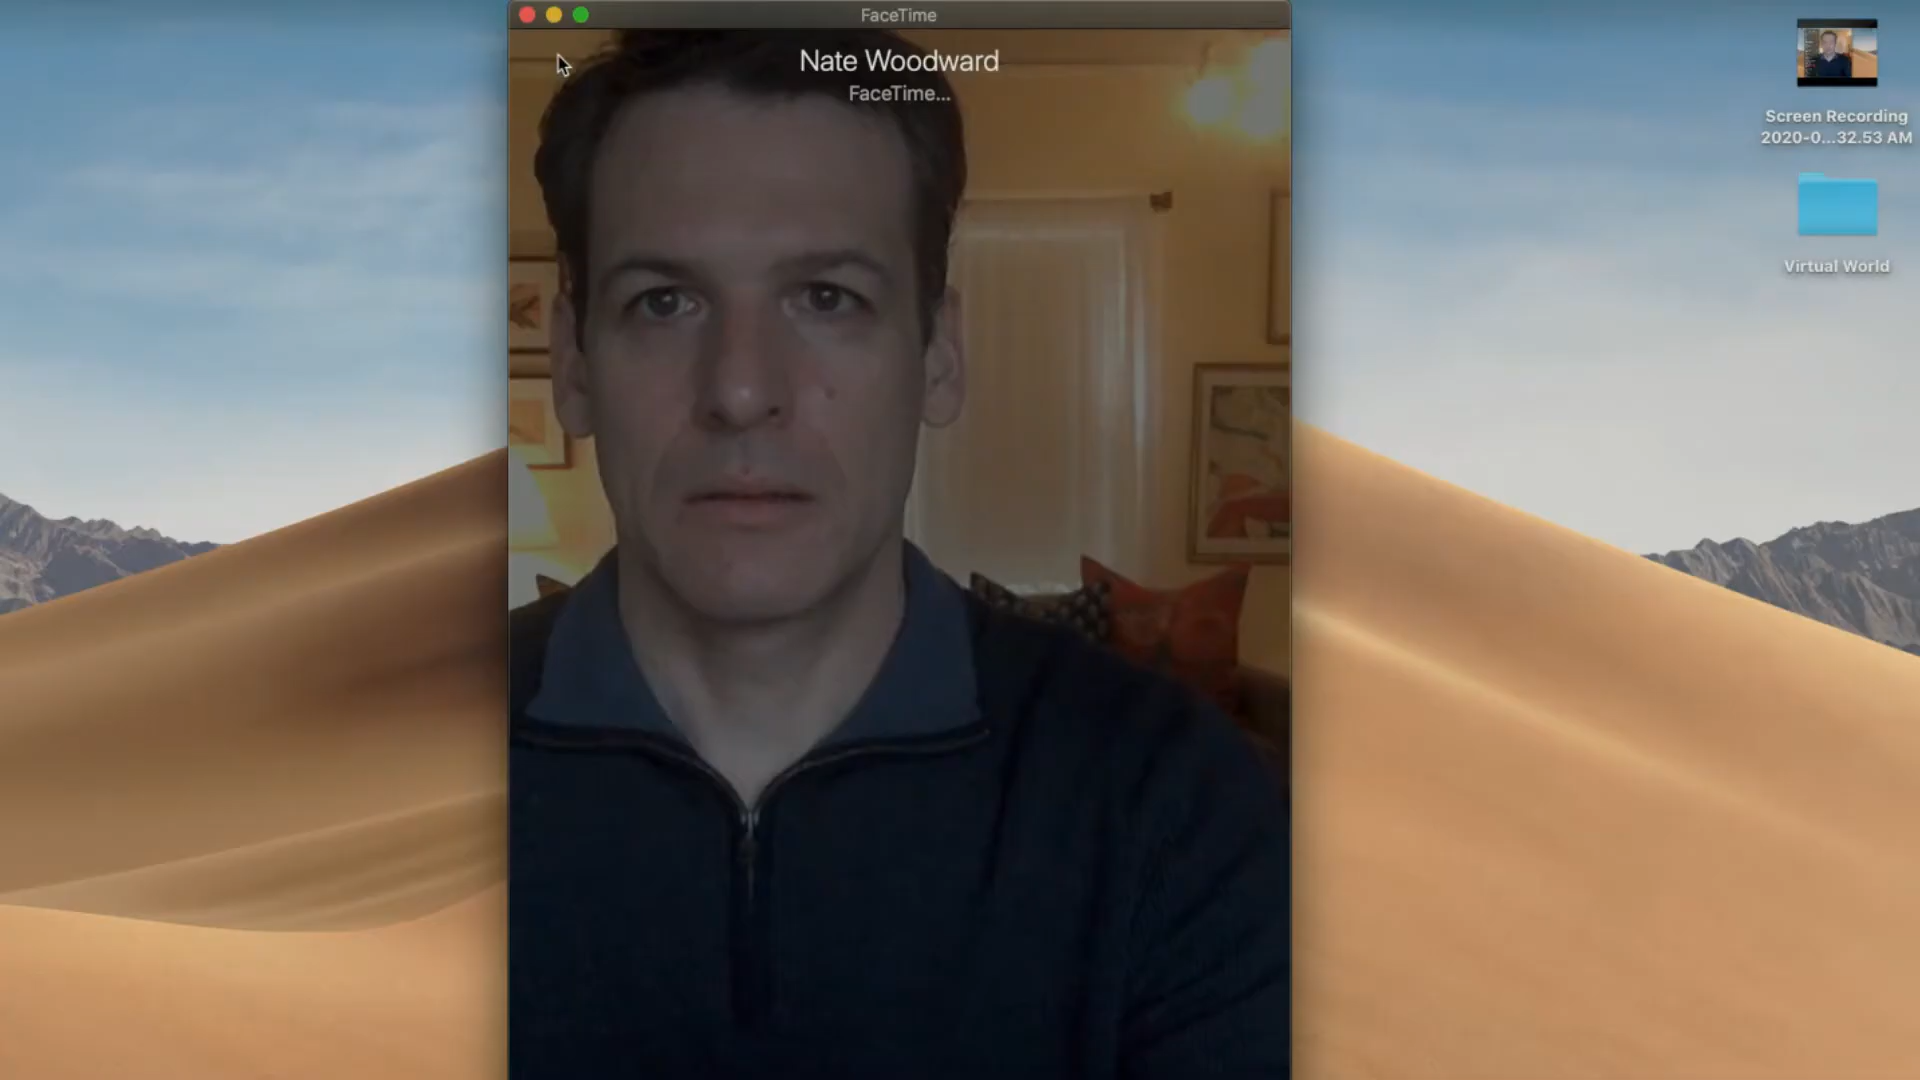 FaceTime
Nate Woodward
FaceTime...
Screen Recording
2020-0...32.53 AM
Virtual World